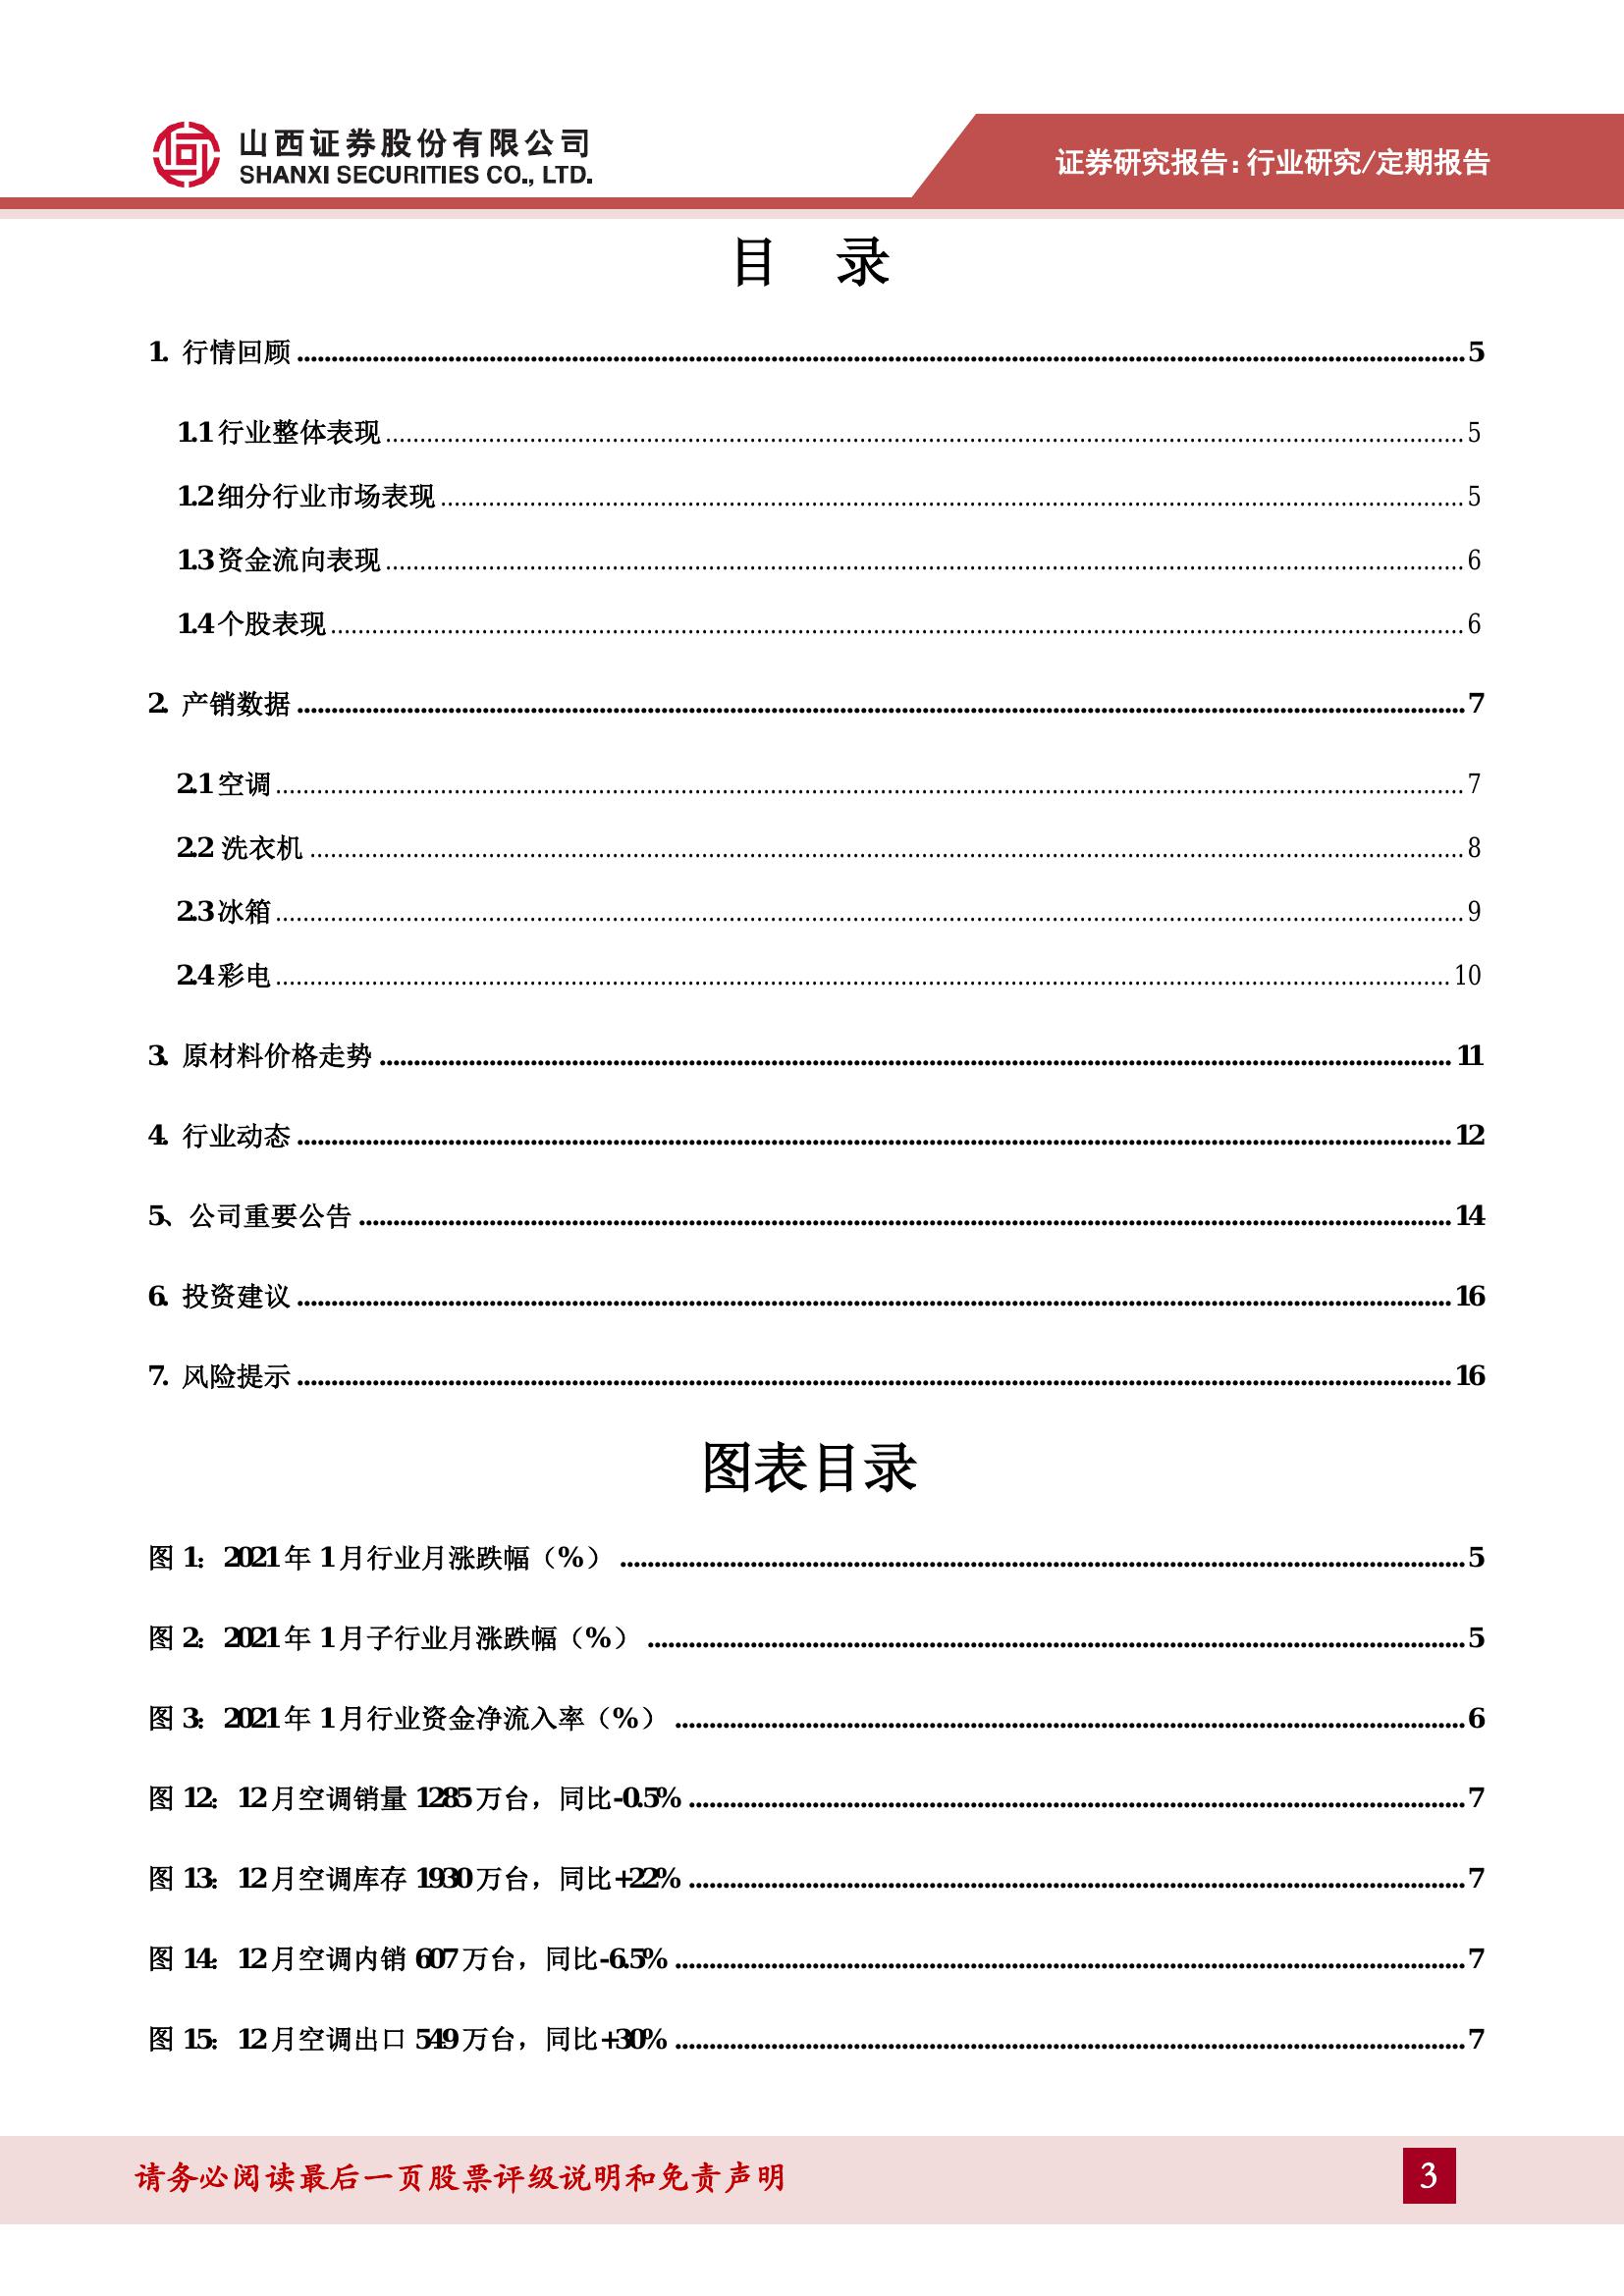 山西证券股份有限公司
SHANXI SECURITIES CO., LTD.
证券研究报告：行业研究/定期报告
目 录
1. 行情回顾 5
1.1 行业整体表现 5
1.2 细分行业市场表现 5
1.3 资金流向表现 6
1.4 个股表现 6
2. 产销数据 7
2.1 空调 7
2.2 洗衣机 8
2.3 冰箱 9
2.4 彩电 10
3. 原材料价格走势 11
4. 行业动态 12
5、公司重要公告 14
6. 投资建议 16
7. 风险提示 16
图表目录
图 1：2021 年 1 月行业月涨跌幅（%） 5
图 2：2021 年 1 月子行业月涨跌幅（%） 5
图 3：2021 年 1 月行业资金净流入率（%） 6
图 12：12 月空调销量 1285 万台，同比-0.5% 7
图 13：12 月空调库存 1930 万台，同比+22% 7
图 14：12 月空调内销 607 万台，同比-6.5% 7
图 15：12 月空调出口 549 万台，同比+30% 7
请务必阅读最后一页股票评级说明和免责声明
3